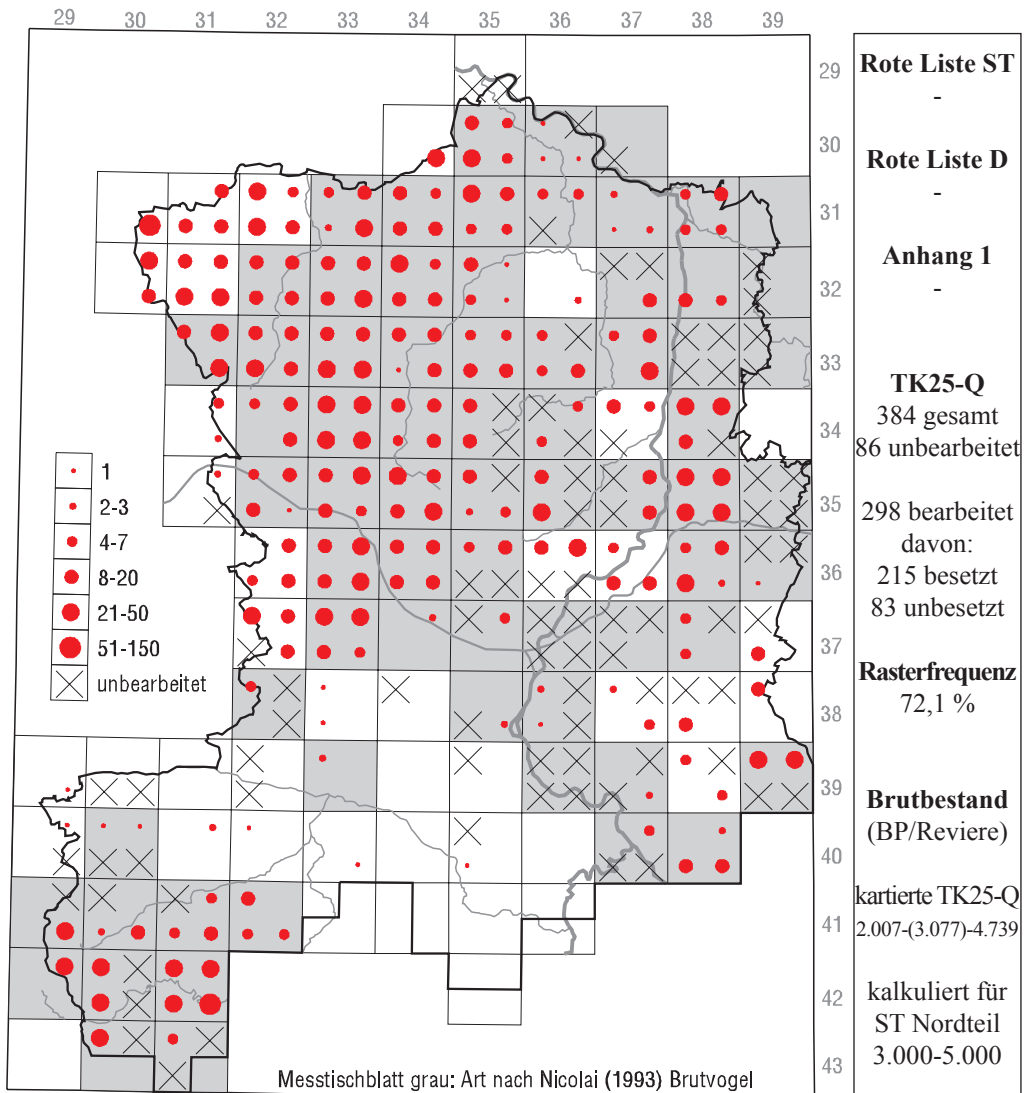 29 30 31 32 33 34 35 36 37 38 39
29
30
31
32
33
34
35
36
37
38
39
40
41
42
43
1
2-3
4-7
8-20
21-50
51-150
unbearbeitet
Messtischblatt grau: Art nach Nicolai (1993) Brutvogel
Rote Liste ST
-
Rote Liste D
-
Anhang 1
-
TK25-Q
384 gesamt
86 unbearbeitet
298 bearbeitet
davon:
215 besetzt
83 unbesetzt
Rasterfrequenz
72,1 %
Brutbestand
(BP/Reviere)
kartierte TK25-Q
2.007-(3.077)-4.739
kalkuliert für
ST Nordteil
3.000-5.000